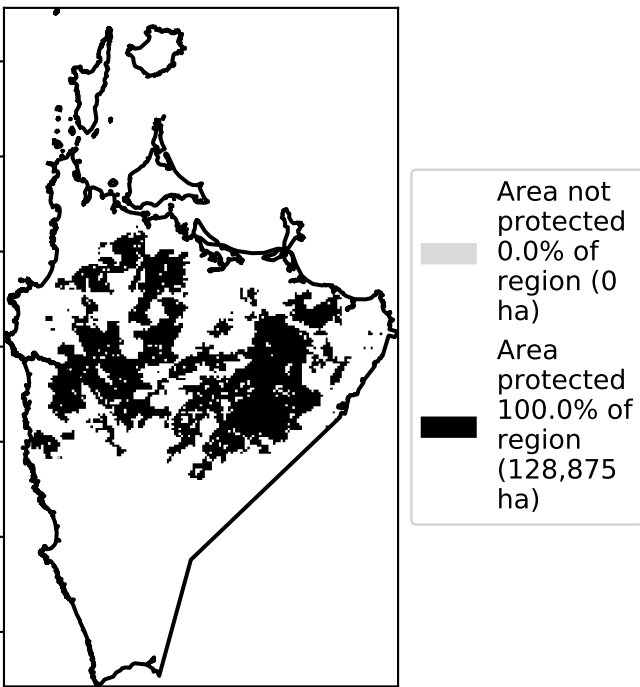 Area not
protected
0.0% of
region (0
ha)
Area
protected
100.0% of
region
(128,875
ha)